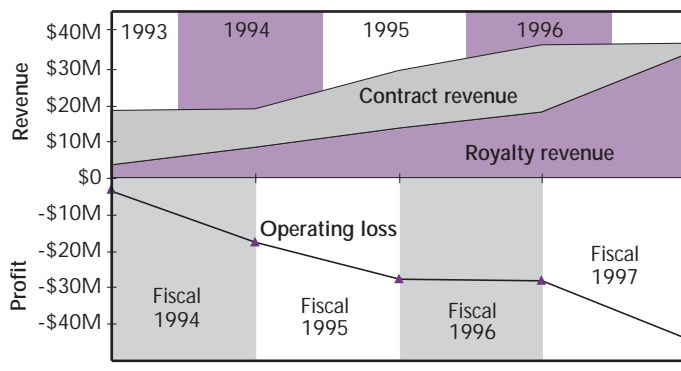 1993
1994
1995
1996
Revenue
$40M
$30M
$20M
$10M
$0
Contract revenue
Royalty revenue
Profit
-$10M
-$20M
-$30M
-$40M
Operating loss
Fiscal
1994
Fiscal
1995
Fiscal
1996
Fiscal
1997